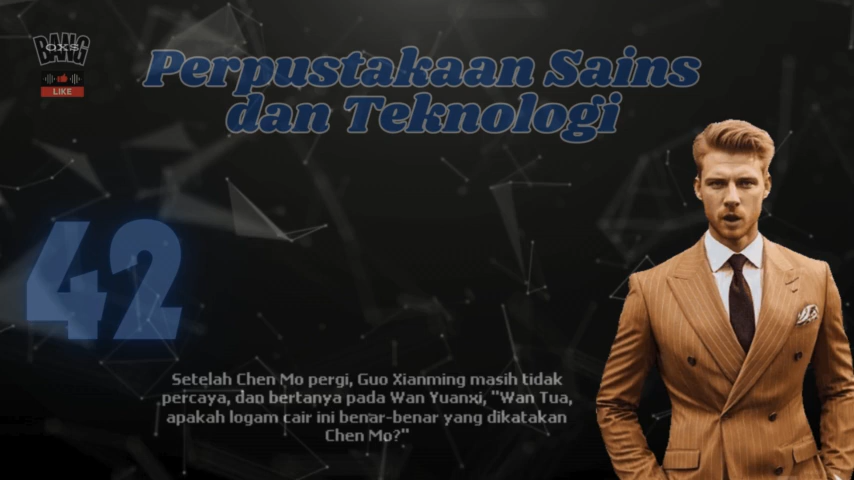 BANG
OXS
LIKE
Perpustakaan Sains
dan Teknologi
42
Setelah Chen Mo pergi, Guo Xianming masih tidak
percaya, dan bertanya pada Wan Yuanxi, "Wan Tua,
apakah logam cair ini benar-benar yang dikatakan
Chen Mo?"